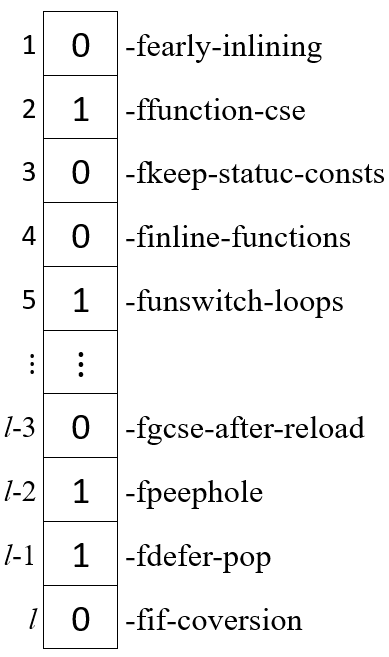 1 0 -fearly-inlining
2 1 -ffunction-cse
3 0 -fkeep-statuc-consts
4 0 -finline-functions
5 1 -funswitch-loops
⋮ ⋮
l-3 0 -fgcse-after-reload
l-2 1 -fpeephole
l-1 1 -fdefer-pop
l 0 -fif-coversion